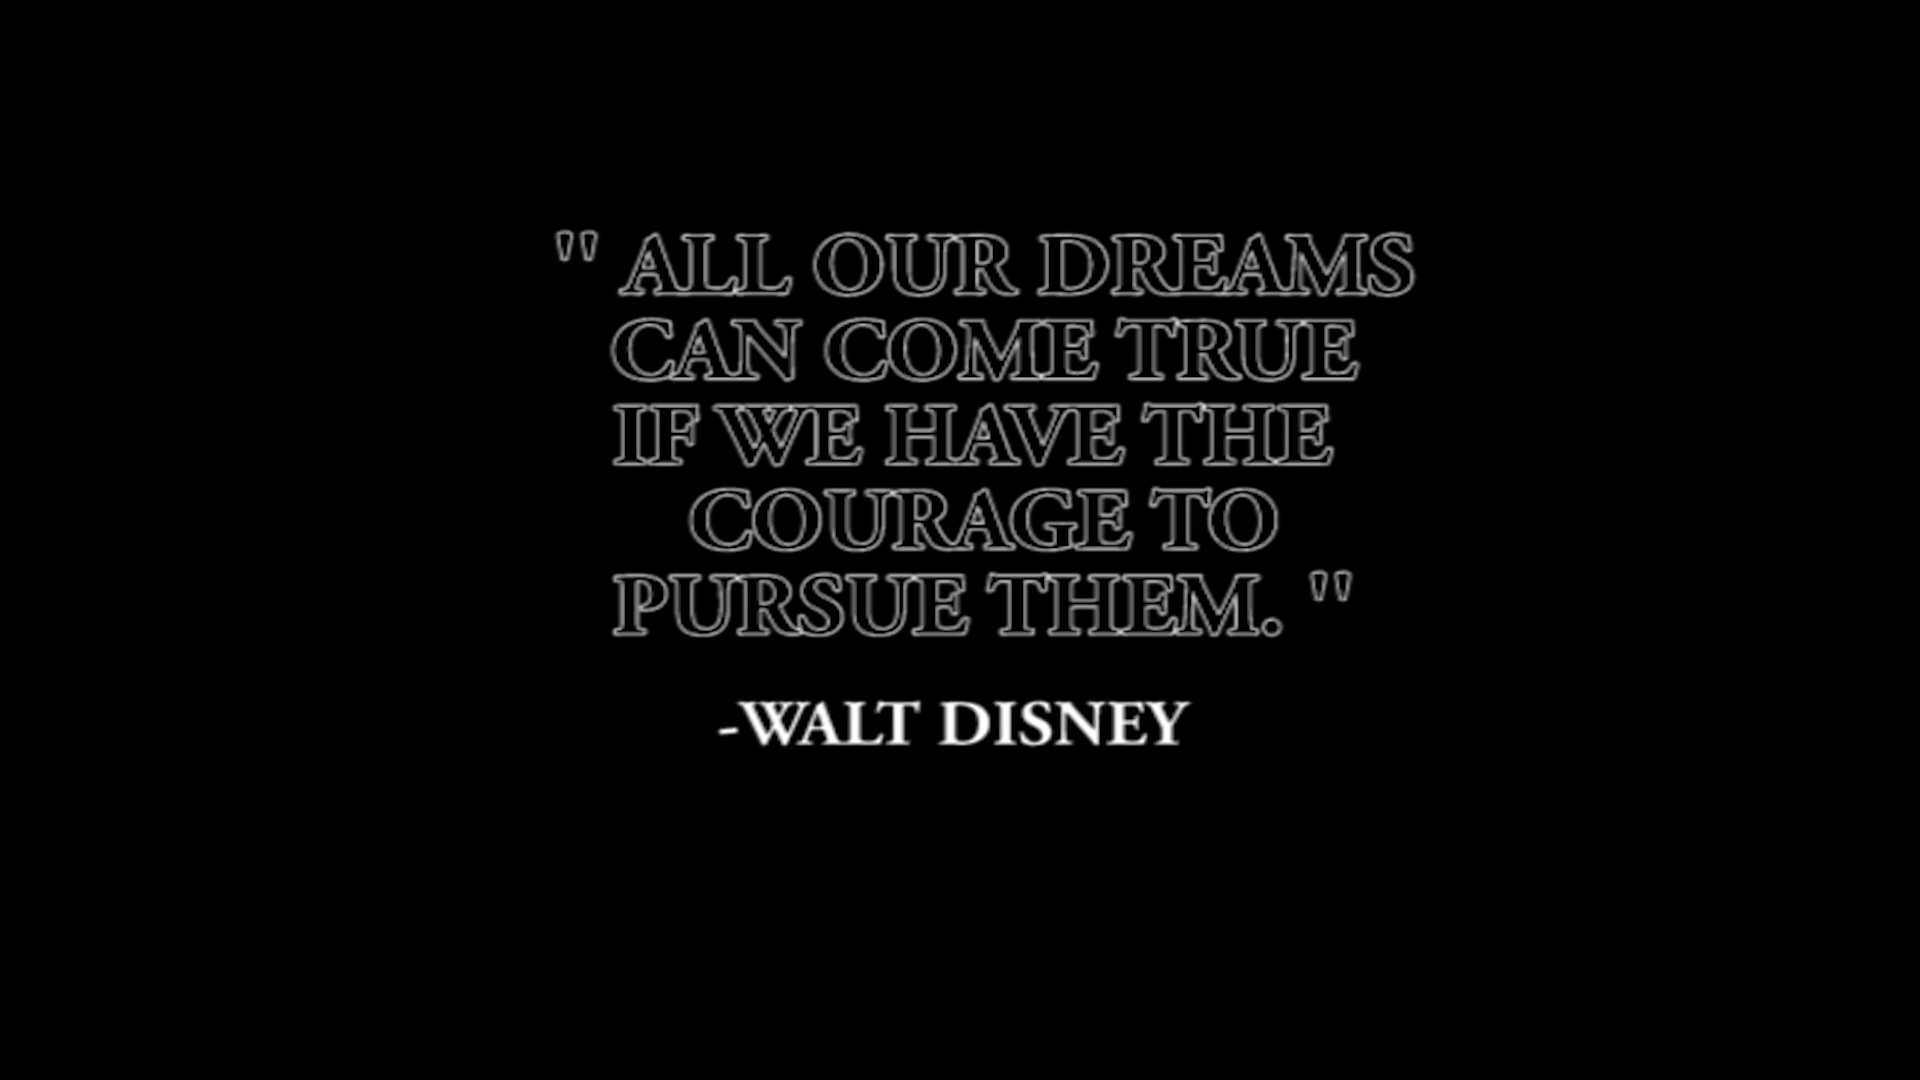 " ALL OUR DREAMS
CAN COME TRUE
IF WE HAVE THE
COURAGE TO
PURSUE THEM. "
-WALT DISNEY